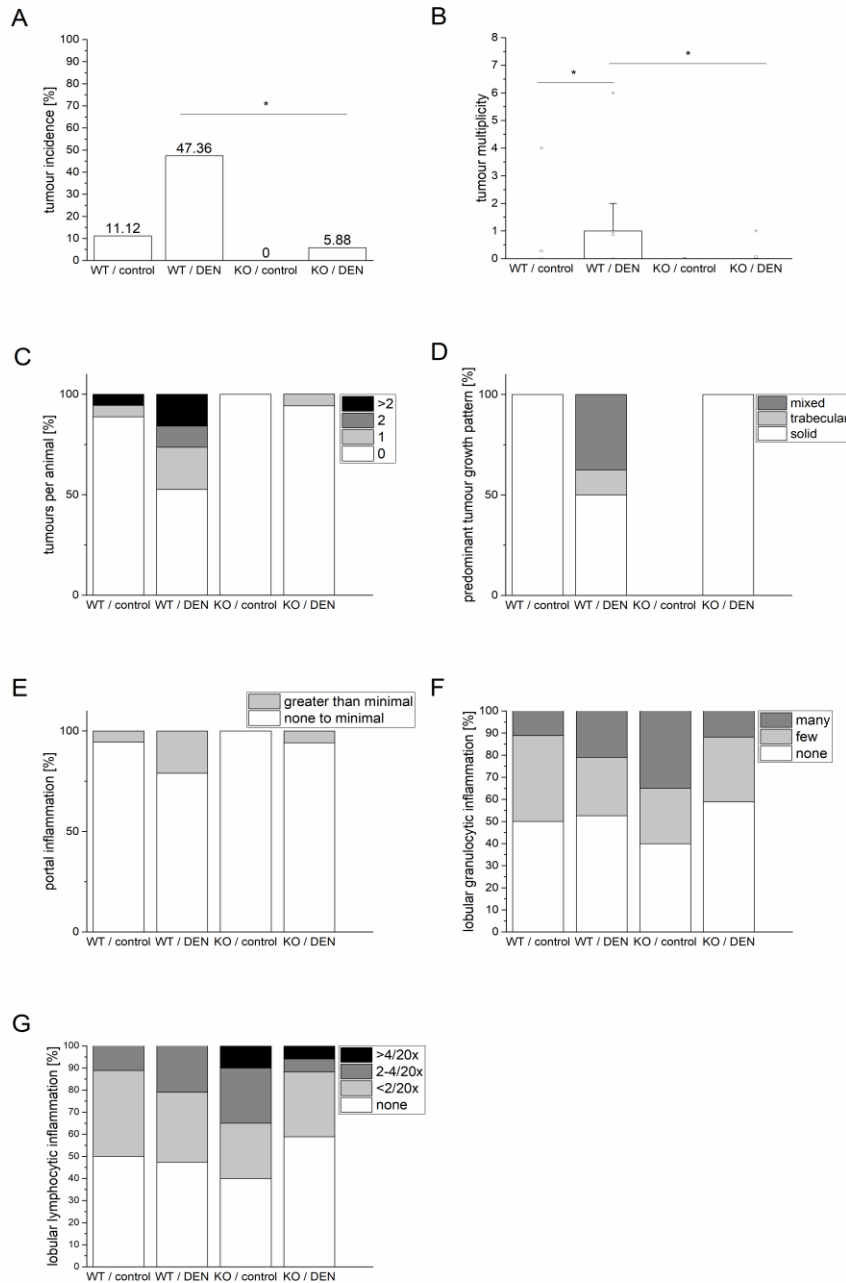 A
tumour incidence [%]
100
90
80
70
60
50
40
30
20
10
0
11.12
47.36
0
5.88
*
WT / control WT / DEN KO / control KO / DEN
B
tumour multiplicity
8
7
6
5
4
3
2
1
0
*
*
WT / control WT / DEN KO / control KO / DEN
C
tumours per animal [%]
100
50
0
>2
2
1
0
WT / control WT / DEN KO / control KO / DEN
D
predominant tumour growth pattern [%]
100
50
0
mixed
trabecular
solid
WT / control WT / DEN KO / control KO / DEN
E
portal inflammation [%]
100
50
0
greater than minimal
none to minimal
WT / control WT / DEN KO / control KO / DEN
F
lobular granulocytic inflammation [%]
100
90
80
70
60
50
40
30
20
10
0
many
few
none
WT / control WT / DEN KO / control KO / DEN
G
lobular lymphocytic inflammation [%]
100
90
80
70
60
50
40
30
20
10
0
>4/20x
2-4/20x
<2/20x
none
WT / control WT / DEN KO / control KO / DEN